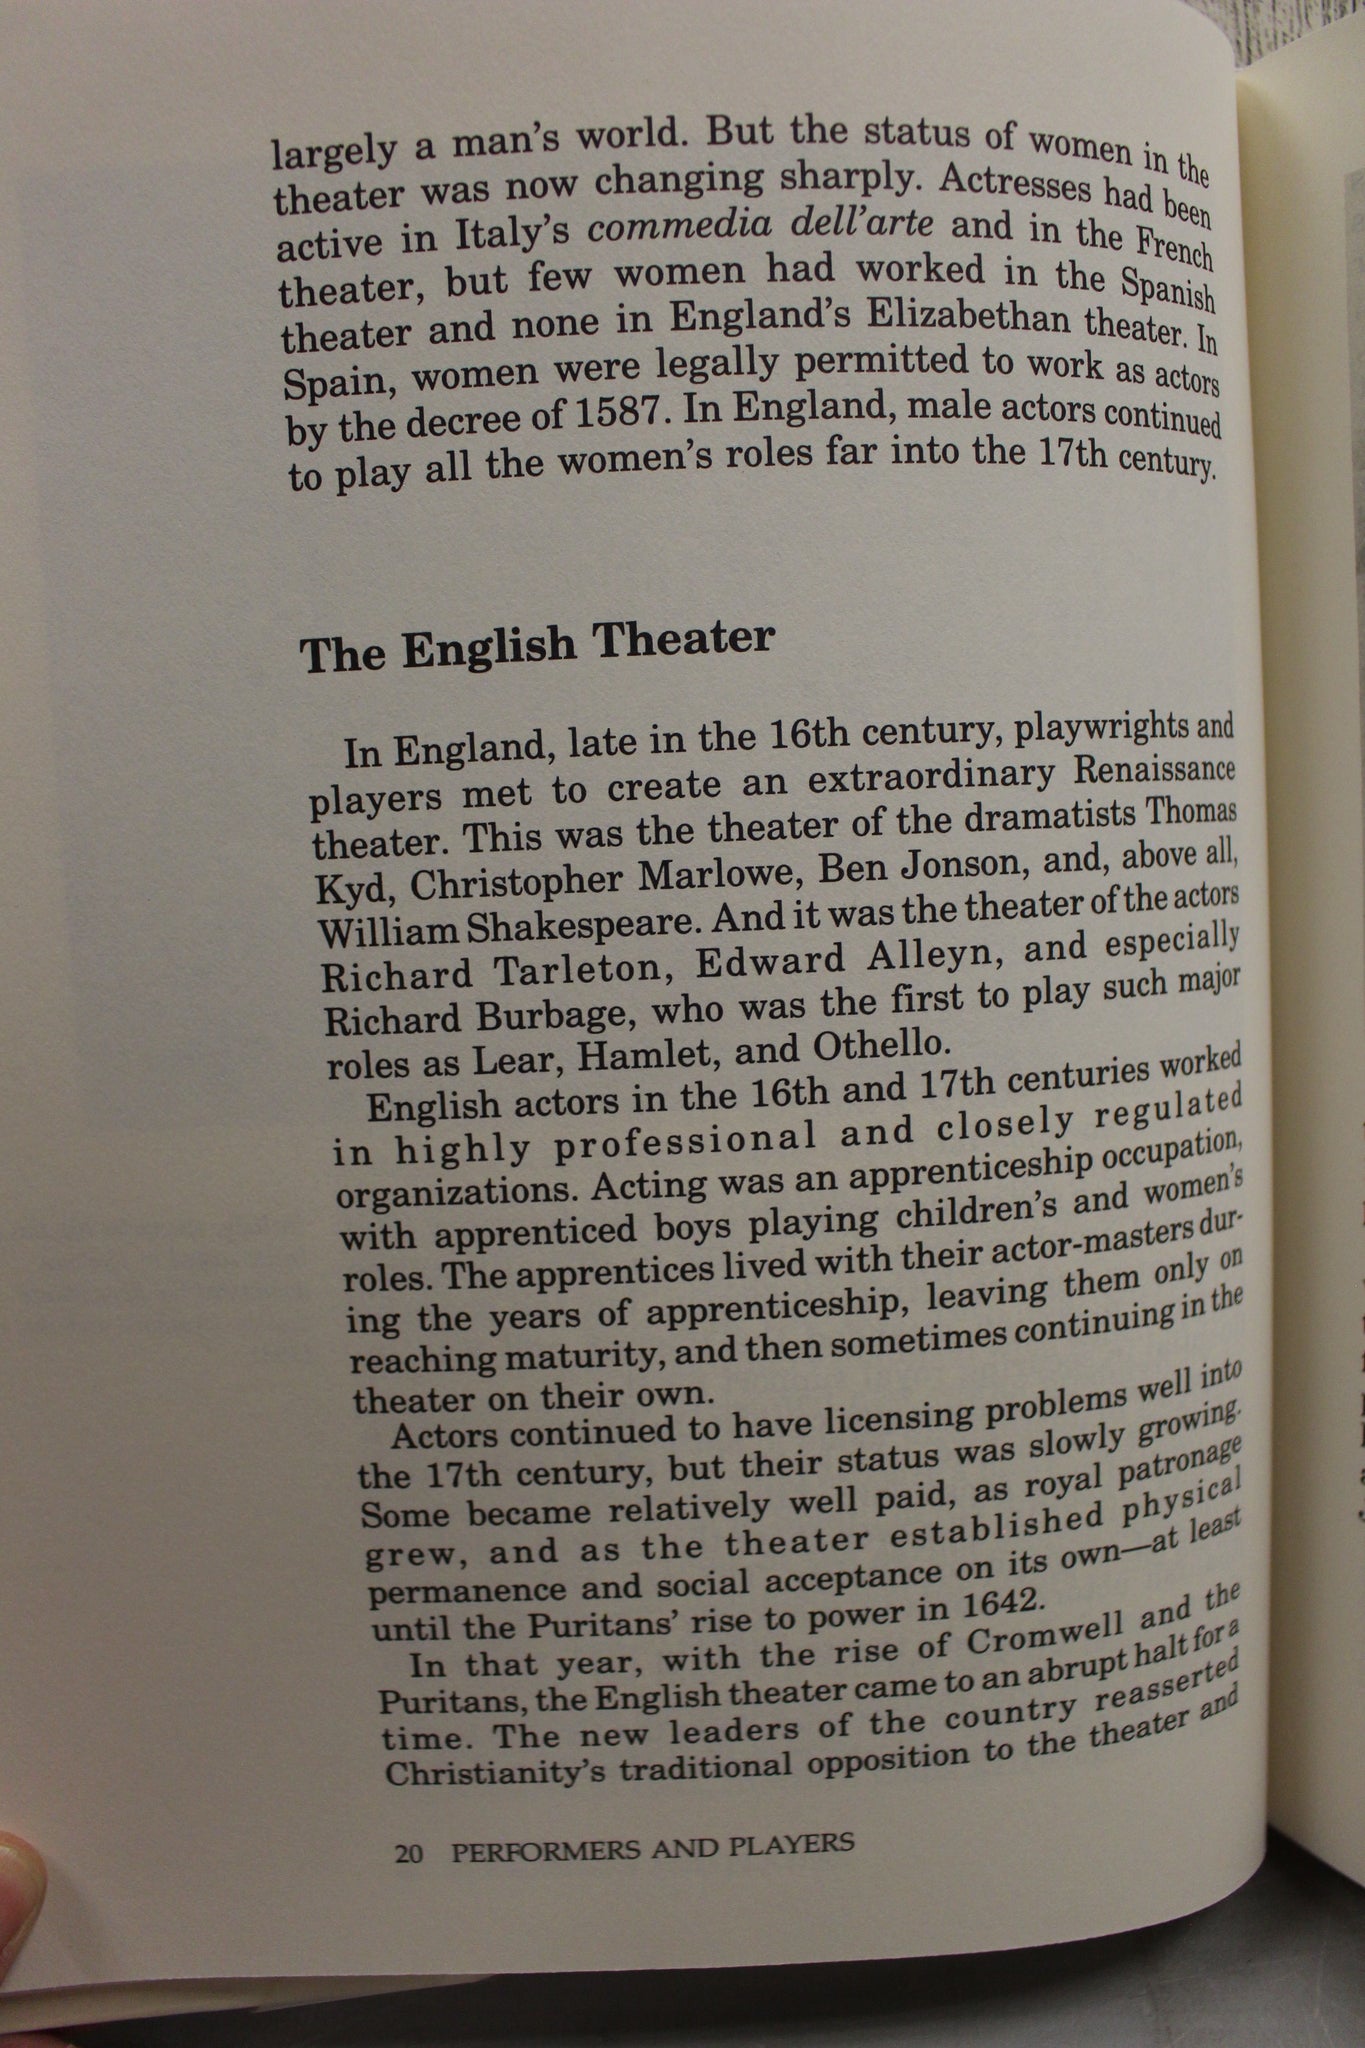 largely a man's world. But the status of women in the
theater was now changing sharply. Actresses had been
active in Italy's commedia dell'arte and in the French
theater, but few women had worked in the Spanish
theater and none in England's Elizabethan theater. In
Spain, women were legally permitted to work as actors
by the decree of 1587. In England, male actors continued
to play all the women's roles far into the 17th century.
The English Theater
In England, late in the 16th century, playwrights and
players met to create an extraordinary Renaissance
theater. This was the theater of the dramatists Thomas
Kyd, Christopher Marlowe, Ben Jonson, and, above all,
William Shakespeare. And it was the theater of the actors
Richard Tarleton, Edward Alleyn, and especially
Richard Burbage, who was the first to play such major
roles as Lear, Hamlet, and Othello.
English actors in the 16th and 17th centuries worked
in highly professional and closely regulated
organizations. Acting was an apprenticeship occupation,
with apprenticed boys playing children's and women's
roles. The apprentices lived with their actor-masters dur-
ing the years of apprenticeship, leaving them only on
reaching maturity, and then sometimes continuing in the
theater on their own.
Actors continued to have licensing problems well into
the 17th century, but their status was slowly growing.
Some became relatively well paid, as royal patronage
grew, and as the theater established physical
permanence and social acceptance on its own—at least
until the Puritans' rise to power in 1642.
In that year, with the rise of Cromwell and the
Puritans, the English theater came to an abrupt halt for a
time. The new leaders of the country reasserted
Christianity's traditional opposition to the theater and
20 PERFORMERS AND PLAYERS